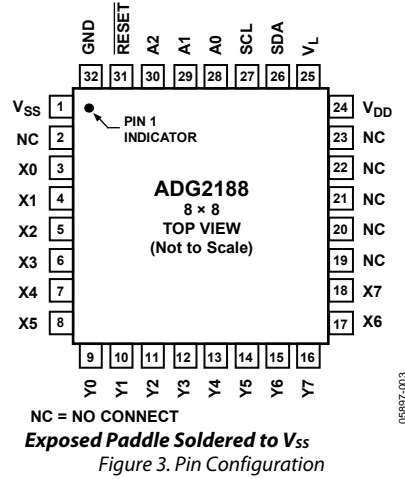 GND
RESET
A2
A1
A0
SCL
SDA
VL
32 31 30 29 28 27 26 25
VSS 1
NC 2
X0 3
X1 4
X2 5
X3 6
X4 7
X5 8
PIN 1
INDICATOR
ADG2188
8 × 8
TOP VIEW
(Not to Scale)
24 VDD
23 NC
22 NC
21 NC
20 NC
19 NC
18 X7
17 X6
9 10 11 12 13 14 15 16
Y0
Y1
Y2
Y3
Y4
Y5
Y6
Y7
NC = NO CONNECT
Exposed Paddle Soldered to VSS
Figure 3. Pin Configuration
05897-003